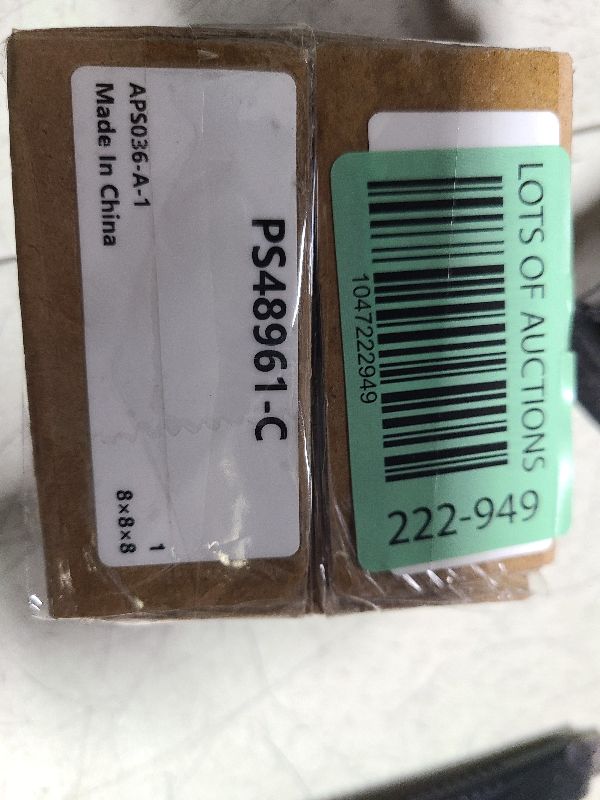 PS48961-C
APS036-A-1
Made In China
1
8×8×8
LOTS OF AUCTIONS
1047222949
222-949